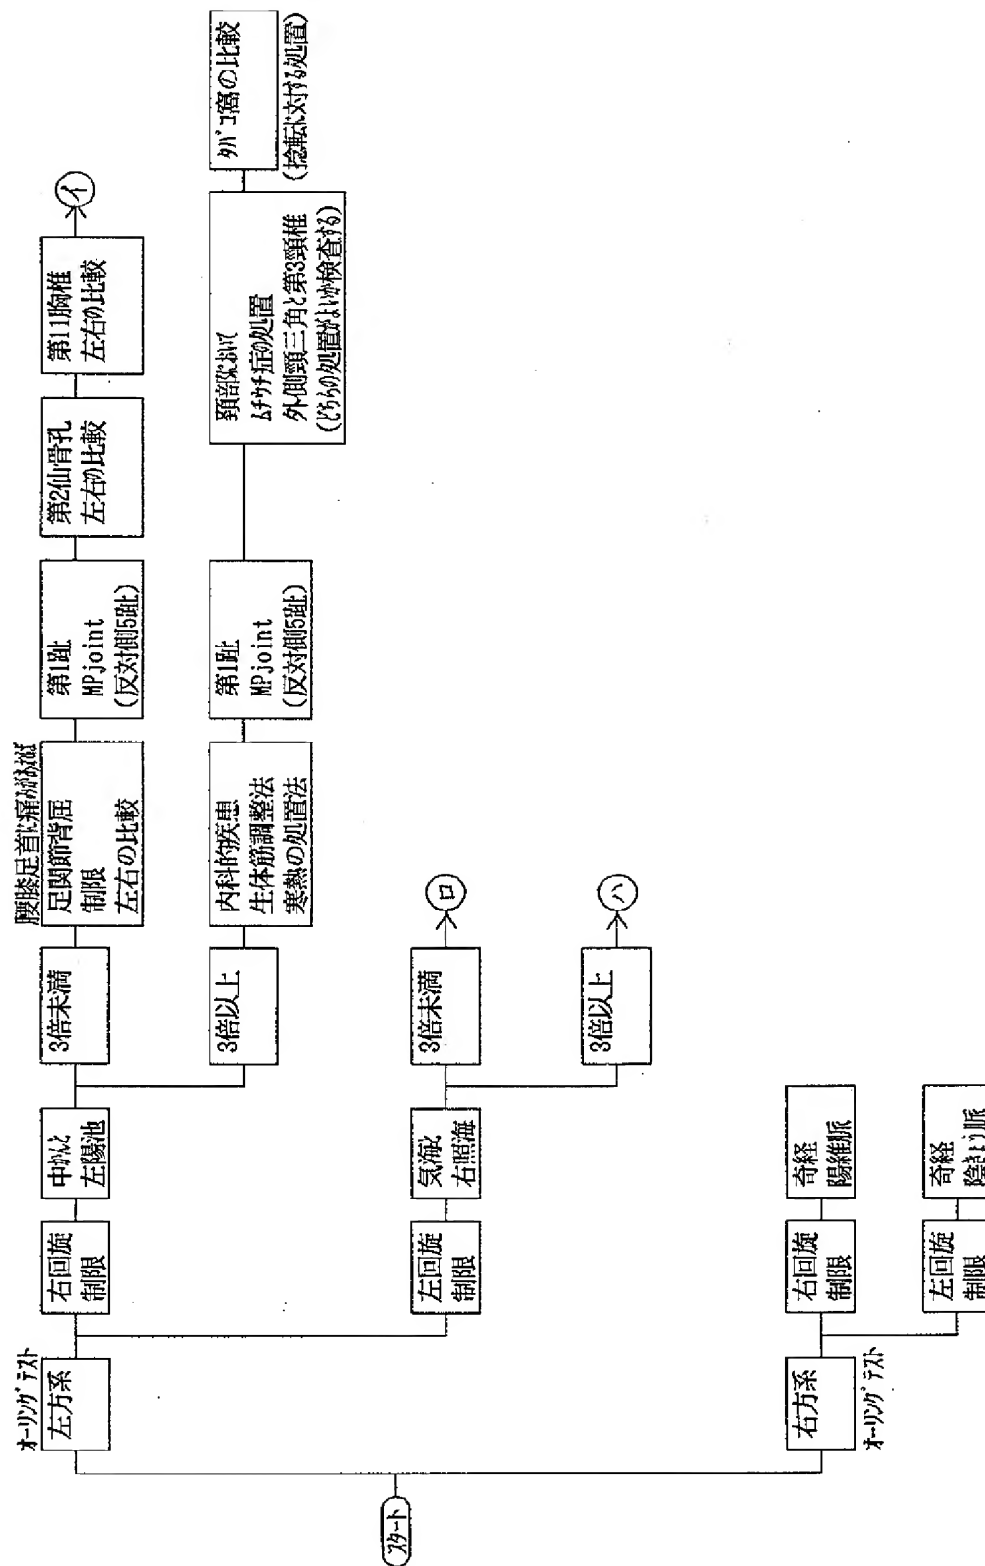 スタート
オーリングテスト
左方系
右回旋
制限
中かんと
左陽池
3倍未満
腰膝足首に痛みがあれば
足関節背屈
制限
左右の比較
第1趾
MPjoint
(反対側5趾)
第2仙骨孔
左右の比較
第11胸椎
左右の比較
イ
3倍以上
内科的疾患
生体筋調整法
寒熱の処置法
第1趾
MPjoint
(反対側5趾)
頚部において
ムチウチ症の処置
外側頸三角と第3頸椎
(どちらの処置がよいか検査する)
タバコ窩の比較
(捻転に対する処置)
左回旋
制限
気海と
右照海
3倍未満
ロ
3倍以上
ハ
右方系
オーリングテスト
右回旋
制限
奇経
陽維脈
左回旋
制限
奇経
陰きょう脈